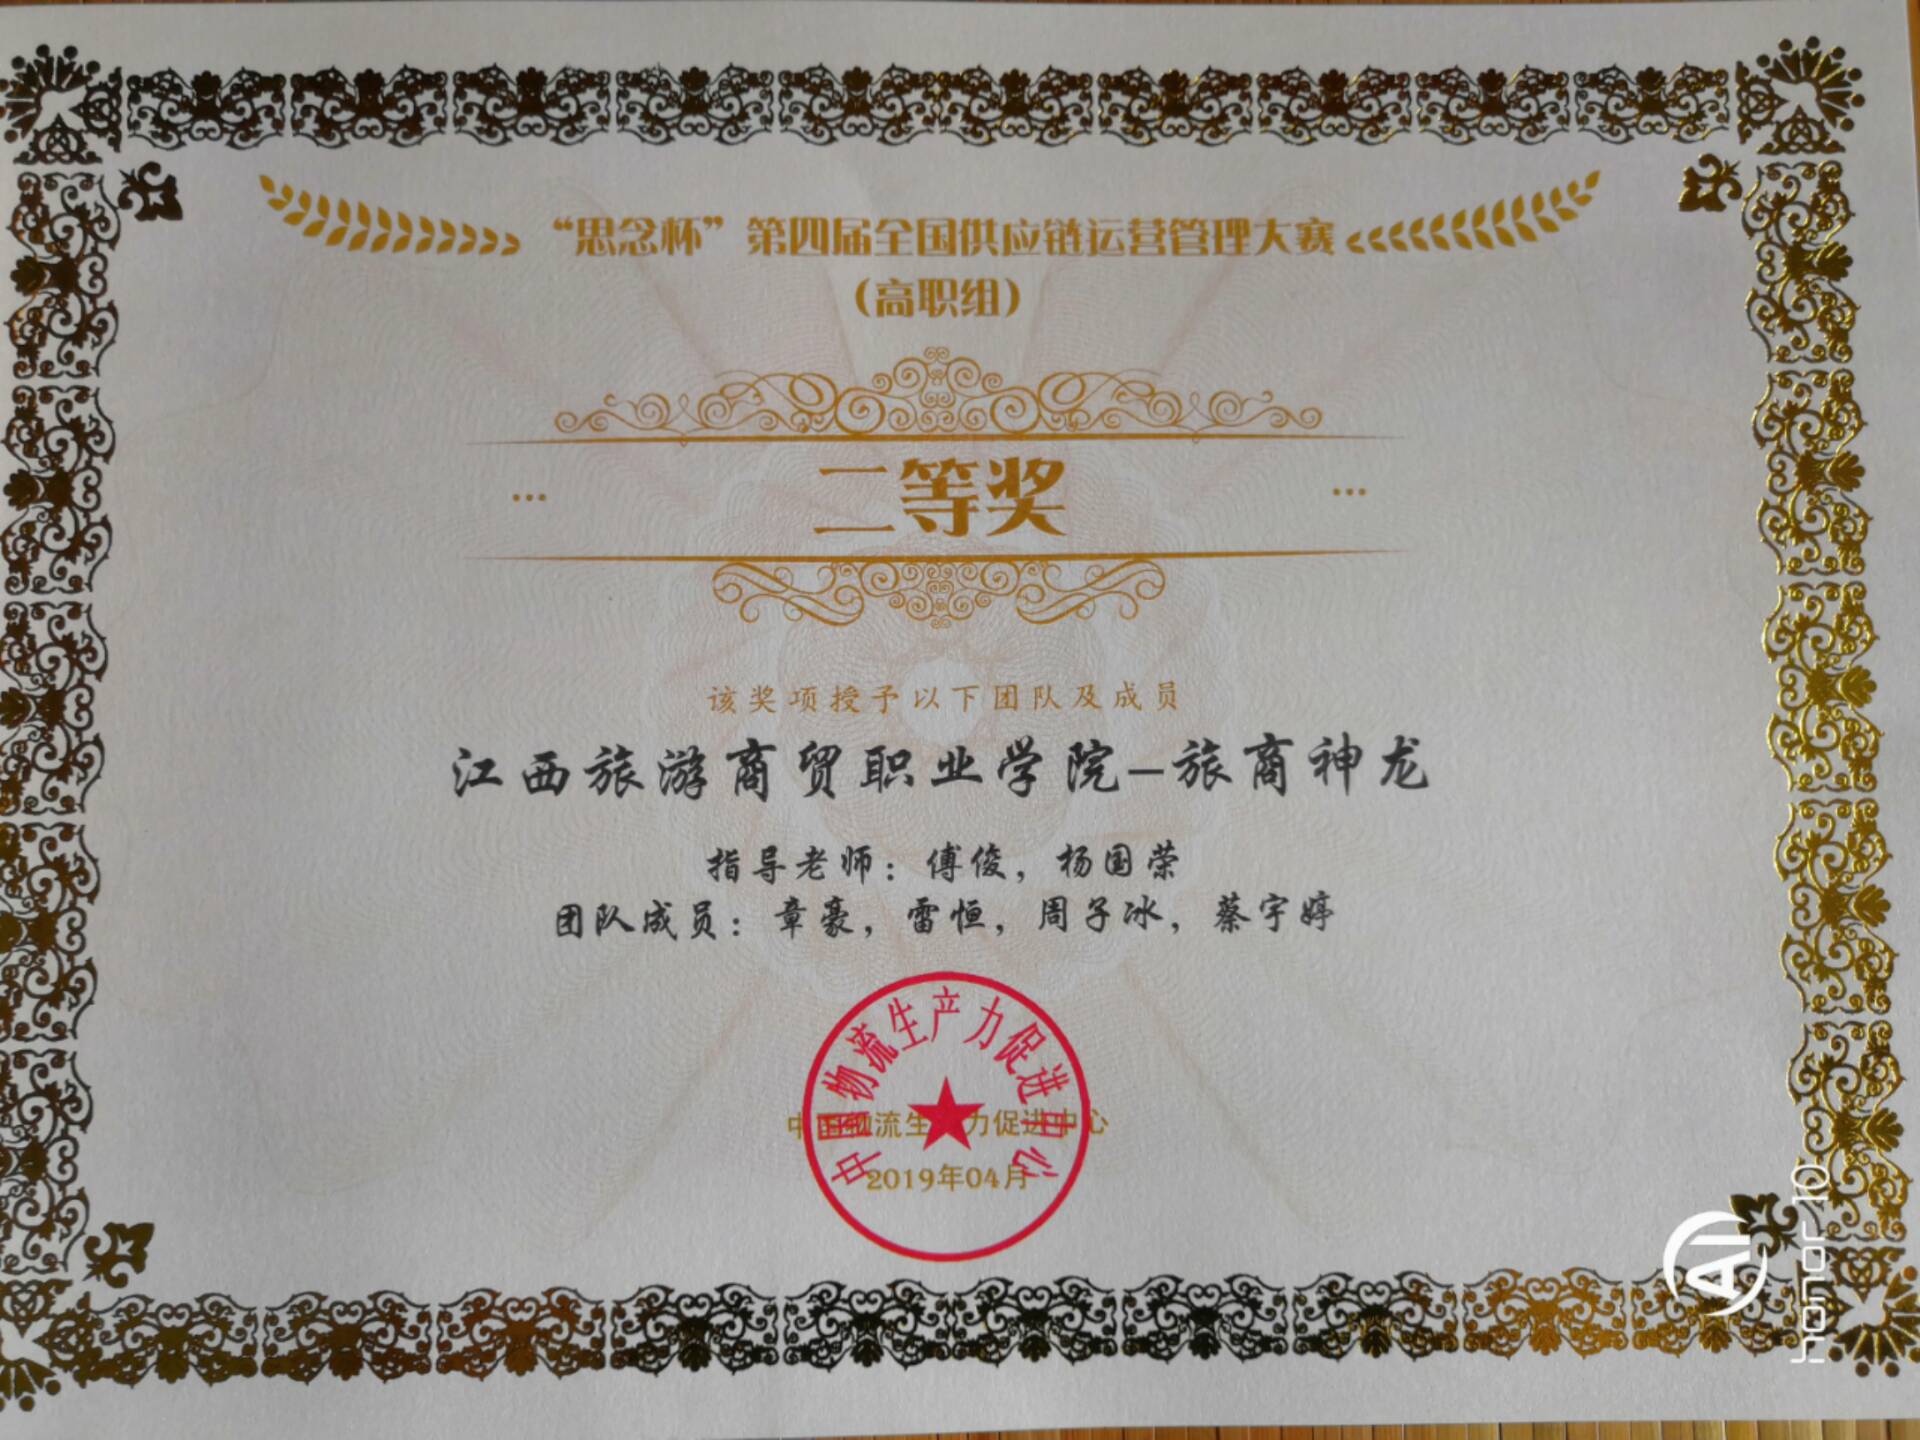 “思念杯”第四届全国供应链运营管理大赛
（高职组）
二等奖
该奖项授予以下团队及成员
江西旅游商贸职业学院—旅商神龙
指导老师：傅俊，杨国荣
团队成员：章豪，雷恒，周子冰，蔡宇婷
中国物流生产力促进中心
中国物流生产力促进中心
2019年04月
AI
honor 10